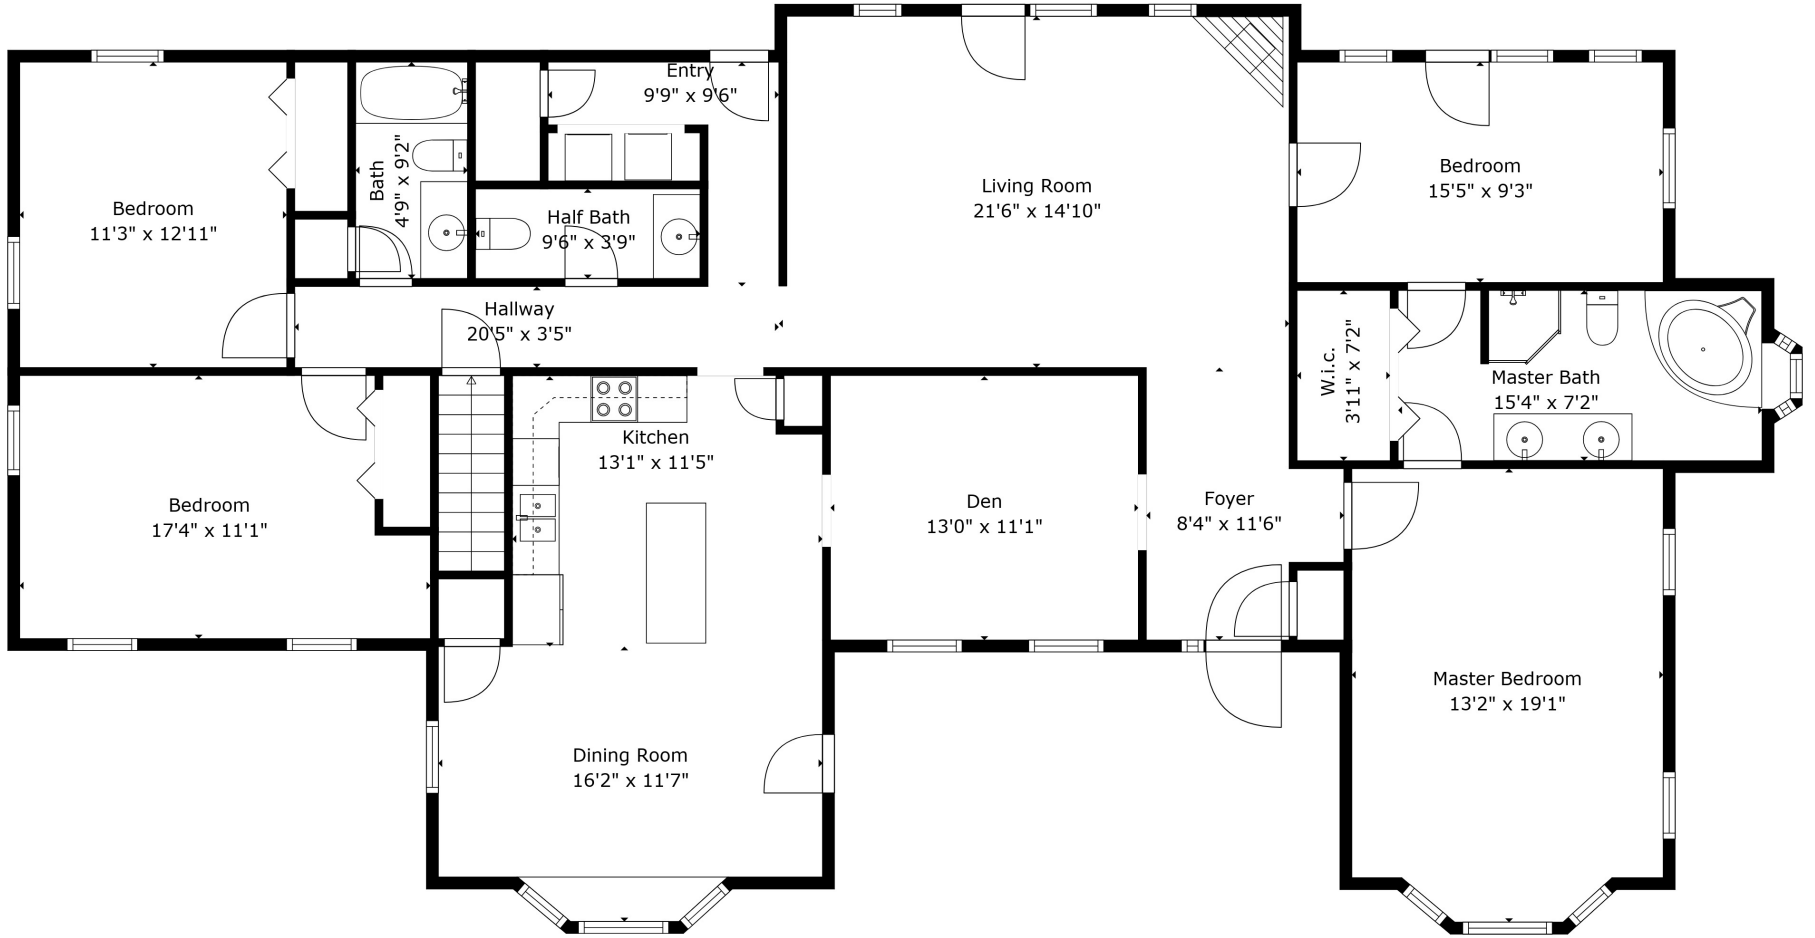 Entry
9'9" x 9'6"
Bath
4'9" x 9'2"
Living Room
21'6" x 14'10"
Bedroom
15'5" x 9'3"
Bedroom
11'3" x 12'11"
Half Bath
9'6" x 3'9"
Hallway
20'5" x 3'5"
W.i.c.
3'11" x 7'2"
Master Bath
15'4" x 7'2"
Kitchen
13'1" x 11'5"
Bedroom
17'4" x 11'1"
Den
13'0" x 11'1"
Foyer
8'4" x 11'6"
Master Bedroom
13'2" x 19'1"
Dining Room
16'2" x 11'7"